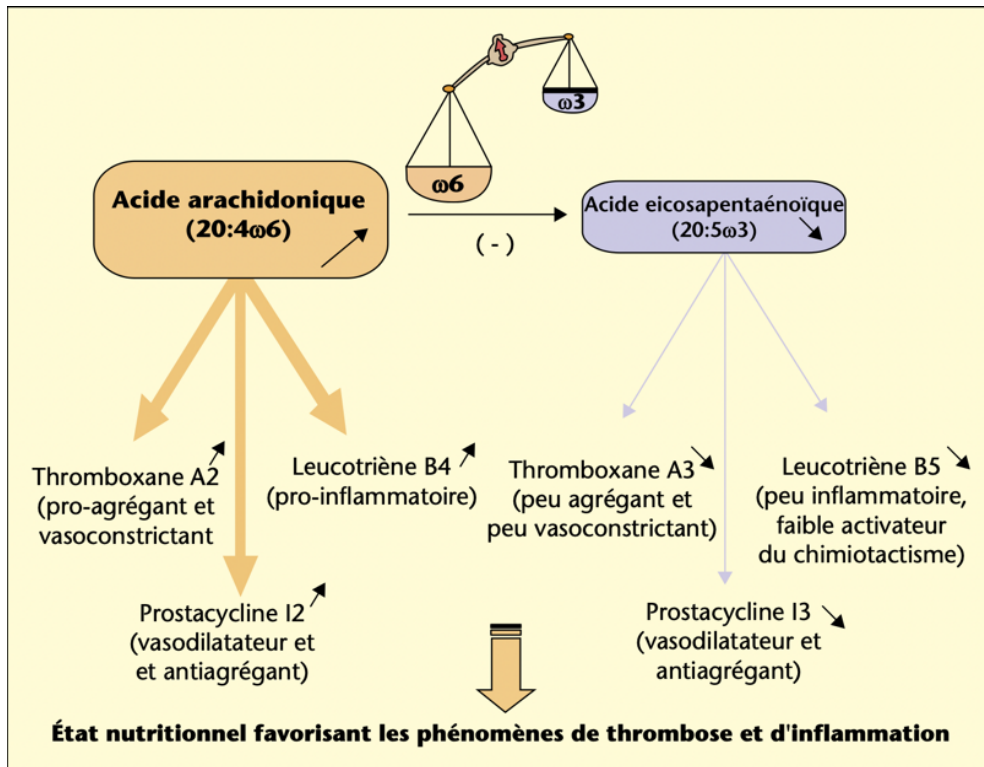 ω3
ω6
Acide arachidonique
(20:4ω6)
( - )
Acide eicosapentaénoïque
(20:5ω3)
Thromboxane A2
(pro-agrégant et
vasoconstrictant
Leucotriène B4
(pro-inflammatoire)
Prostacycline I2
(vasodilatateur et
et antiagrégant)
Thromboxane A3
(peu agrégant et
peu vasoconstrictant)
Leucotriène B5
(peu inflammatoire,
faible activateur
du chimiotactisme)
Prostacycline I3
(vasodilatateur et
antiagrégant)
État nutritionnel favorisant les phénomènes de thrombose et d'inflammation